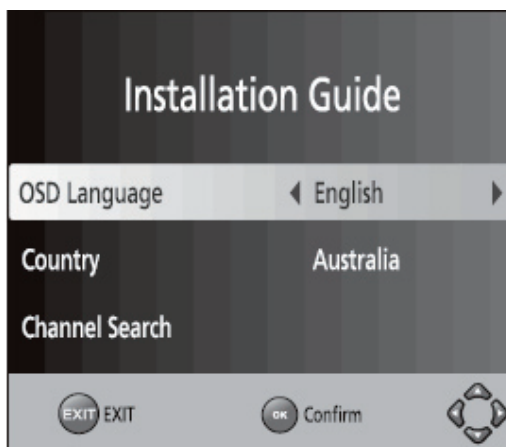 Installation Guide
OSD Language English
Country Australia
Channel Search
EXIT EXIT OK Confirm